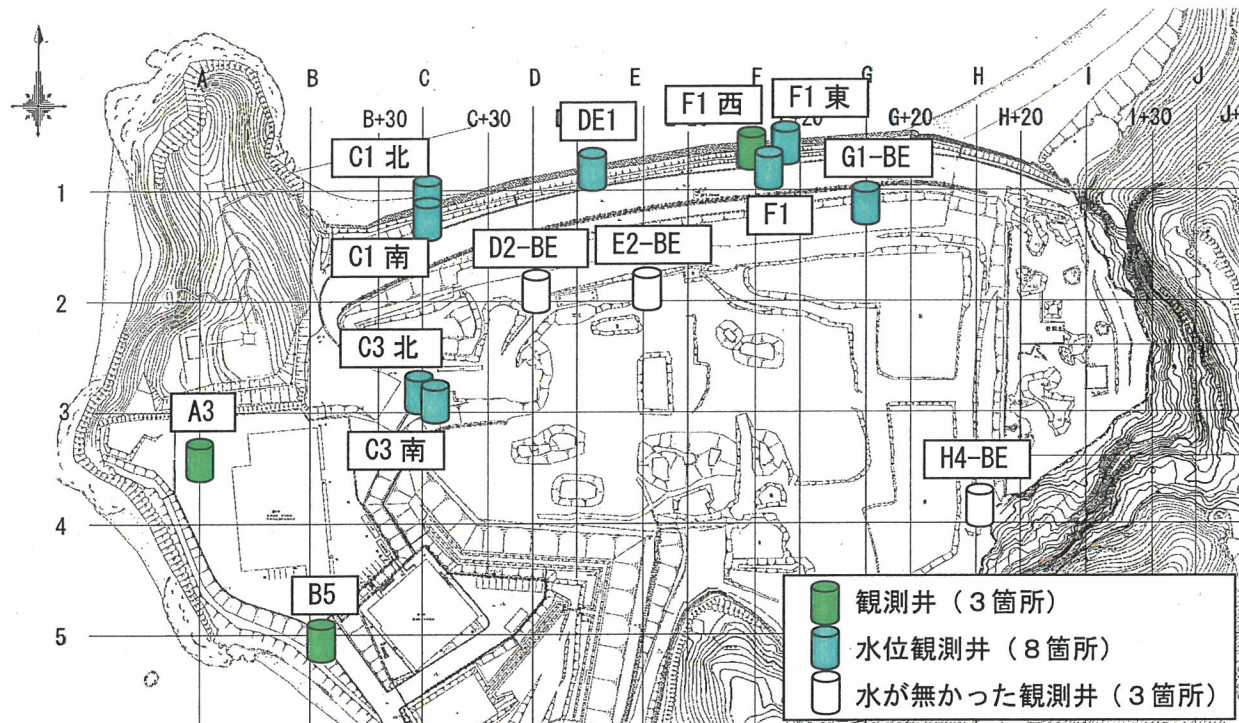 A B C D E F G H I J
B+30 C+30 G+20 H+20 I+30
F1 西
F1 東
DE1
C1 北
G1-BE
1
F1
C1 南
D2-BE
E2-BE
2
C3 北
3
A3
C3 南
H4-BE
4
B5
5
観測井（3箇所）
水位観測井（8箇所）
水が無かった観測井（3箇所）